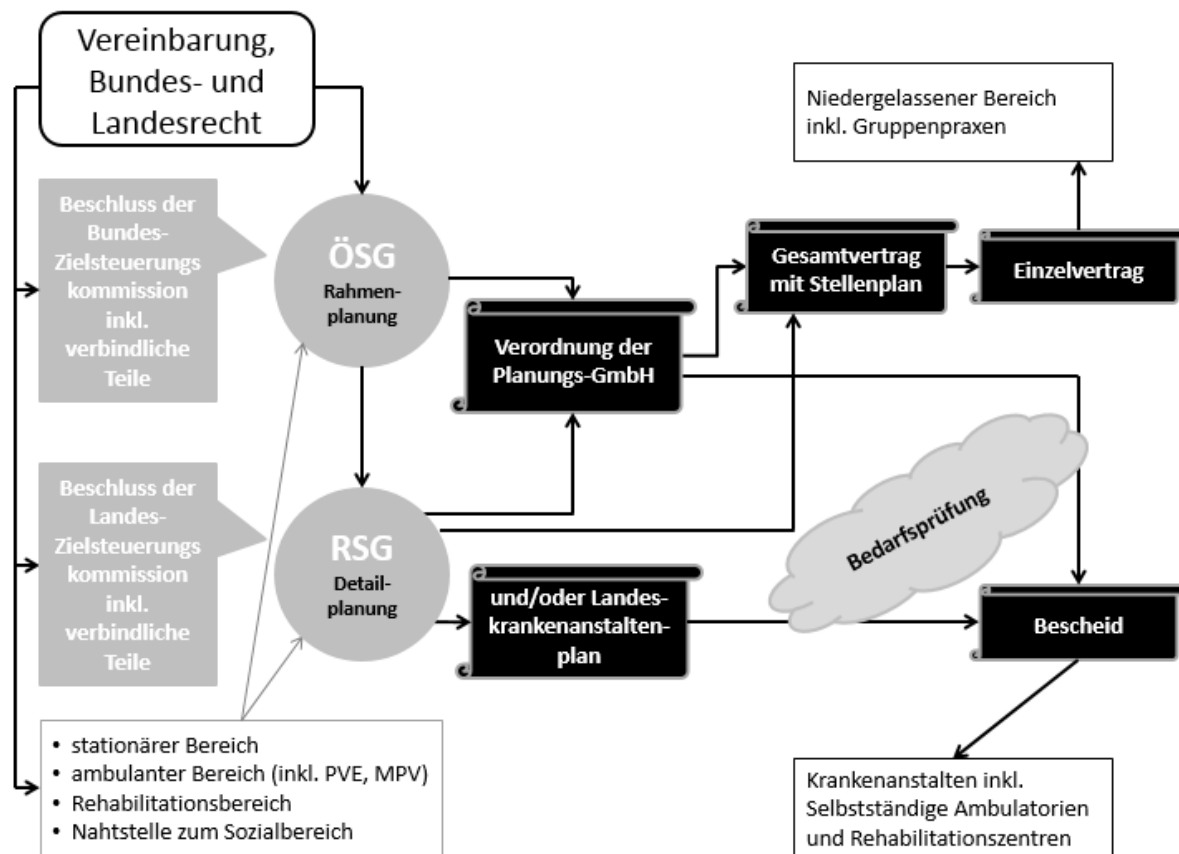 Vereinbarung,
Bundes- und
Landesrecht
Niedergelassener Bereich
inkl. Gruppenpraxen
Beschluss der
Bundes-
Zielsteuerungs
kommission
inkl.
verbindliche
Teile
ÖSG
Rahmen-
planung
Gesamtvertrag
mit Stellenplan
Einzelvertrag
Verordnung der
Planungs-GmbH
Beschluss der
Landes-
Zielsteuerungs
kommission
inkl.
verbindliche
Teile
RSG
Detail-
planung
und/oder Landes-
krankenanstalten-
plan
Bedarfsprüfung
Bescheid
• stationärer Bereich
• ambulanter Bereich (inkl. PVE, MPV)
• Rehabilitationsbereich
• Nahtstelle zum Sozialbereich
Krankenanstalten inkl.
Selbstständige Ambulatorien
und Rehabilitationszentren